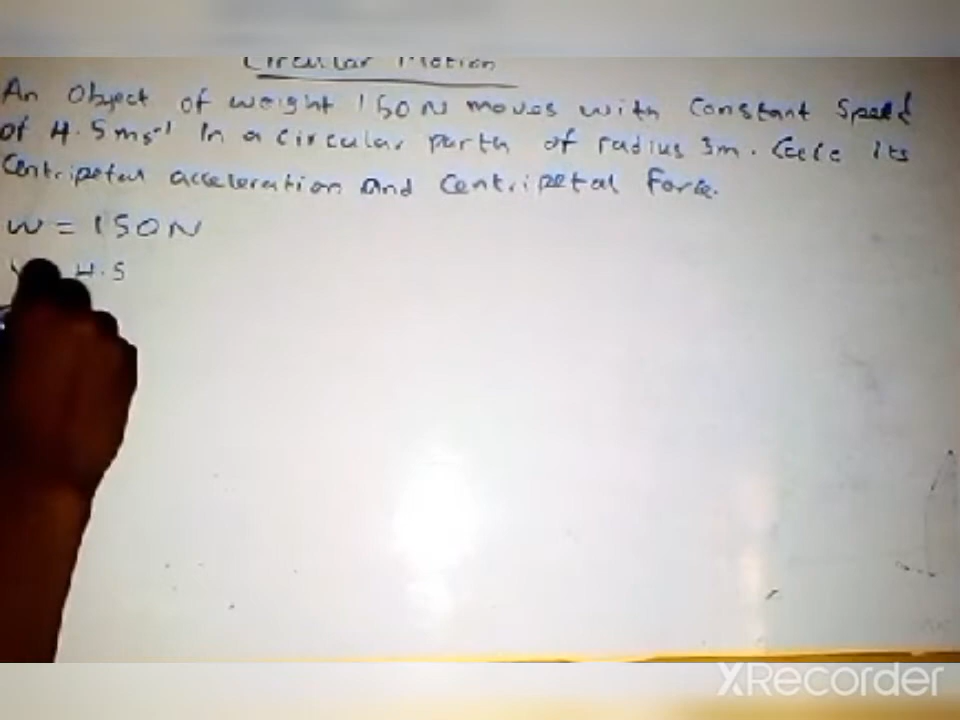 Circular Motion
An Object of weight 150N moves with Constant Speed
of 4.5ms-1 In a circular parth of radius 3m. Calc its
Centripetal acceleration and Centripetal Force.
W = 150N
4.5
XRecorder